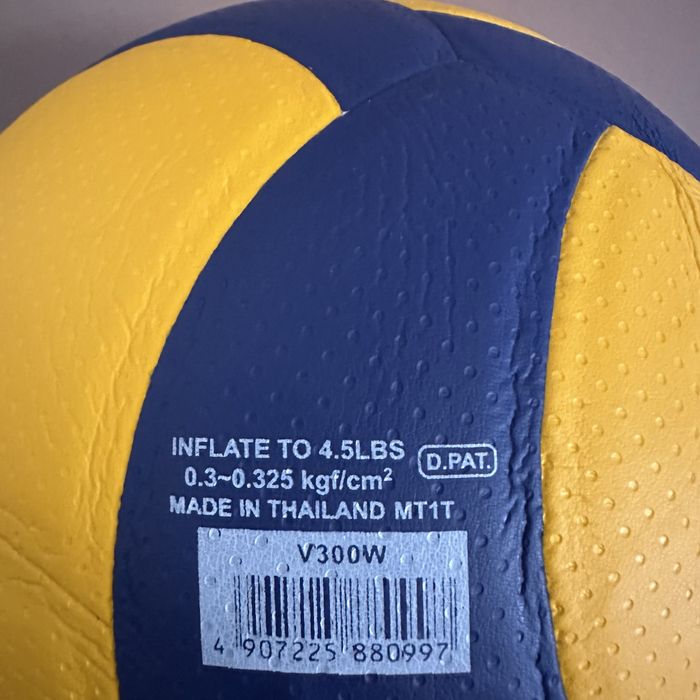 INFLATE TO 4.5LBS
0.3~0.325 kgf/cm²
D.PAT.
MADE IN THAILAND MT1T
V300W
4 907225 880997